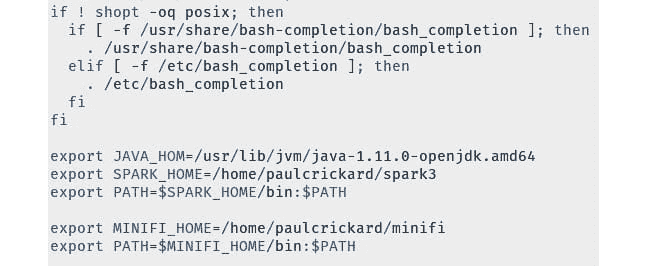 if ! shopt -oq posix; then
  if [ -f /usr/share/bash-completion/bash_completion ]; then
    . /usr/share/bash-completion/bash_completion
  elif [ -f /etc/bash_completion ]; then
    . /etc/bash_completion
  fi
fi
export JAVA_HOM=/usr/lib/jvm/java-1.11.0-openjdk.amd64
export SPARK_HOME=/home/paulcrickard/spark3
export PATH=$SPARK_HOME/bin:$PATH
export MINIFI_HOME=/home/paulcrickard/minifi
export PATH=$MINIFI_HOME/bin:$PATH